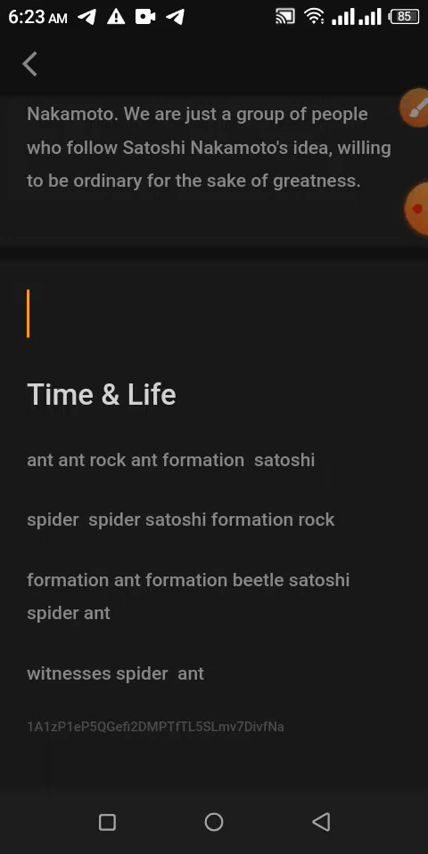 6:23 AM
85
Nakamoto. We are just a group of people
who follow Satoshi Nakamoto's idea, willing
to be ordinary for the sake of greatness.
Time & Life
ant ant rock ant formation  satoshi
spider  spider satoshi formation rock
formation ant formation beetle satoshi
spider ant
witnesses spider  ant
1A1zP1eP5QGefi2DMPTfTL5SLmv7DivfNa